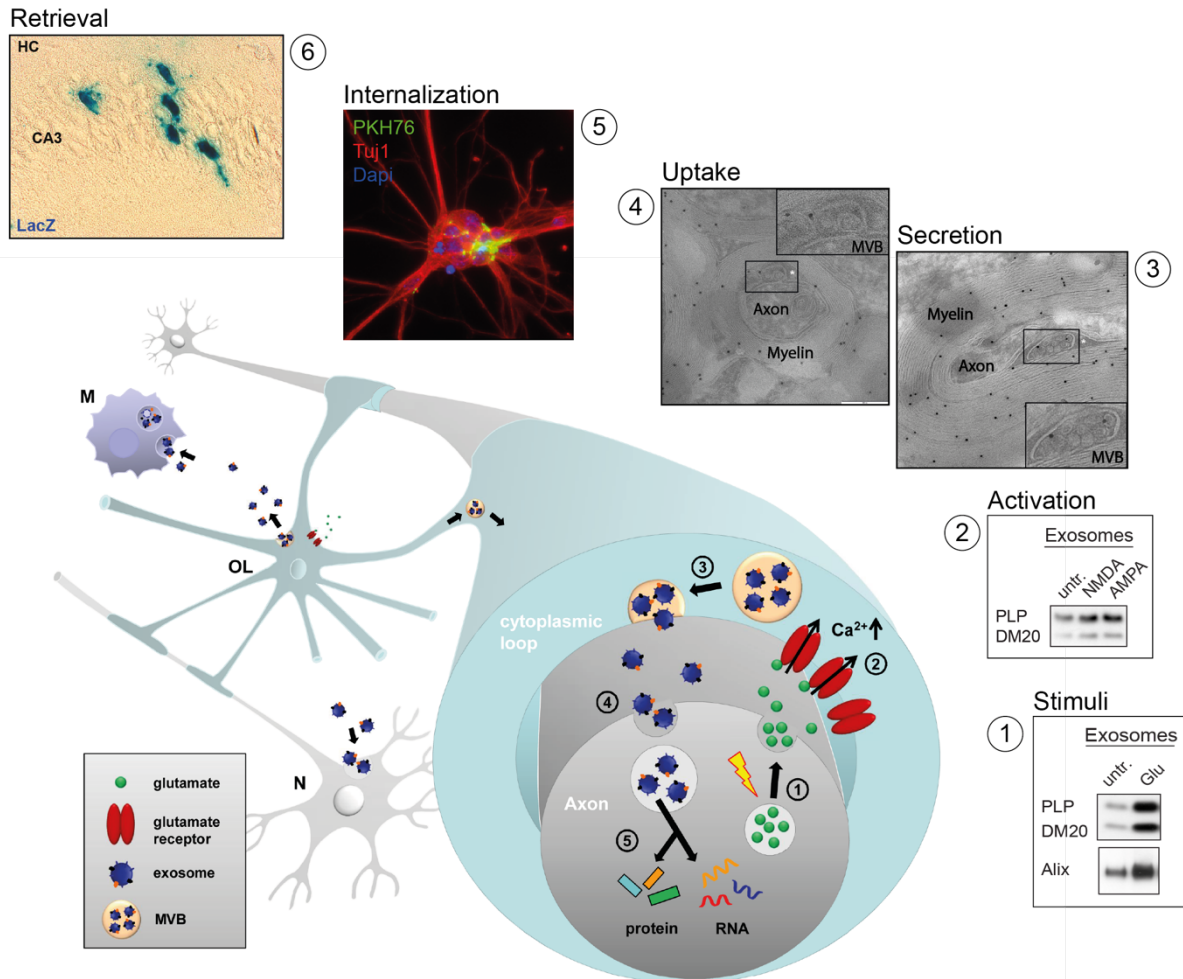 Retrieval
HC
6
CA3
LacZ
Internalization
5
PKH76
Tuj1
Dapi
Uptake
4
MVB
Axon
Myelin
Secretion
3
Myelin
Axon
MVB
M
OL
N
Activation
2
Exosomes
untr. NMDA AMPA
PLP
DM20
Stimuli
1
Exosomes
untr. Glu
PLP
DM20
Alix
cytoplasmic
loop
3
Ca²⁺
2
4
Axon
1
5
protein RNA
glutamate
glutamate
receptor
exosome
MVB